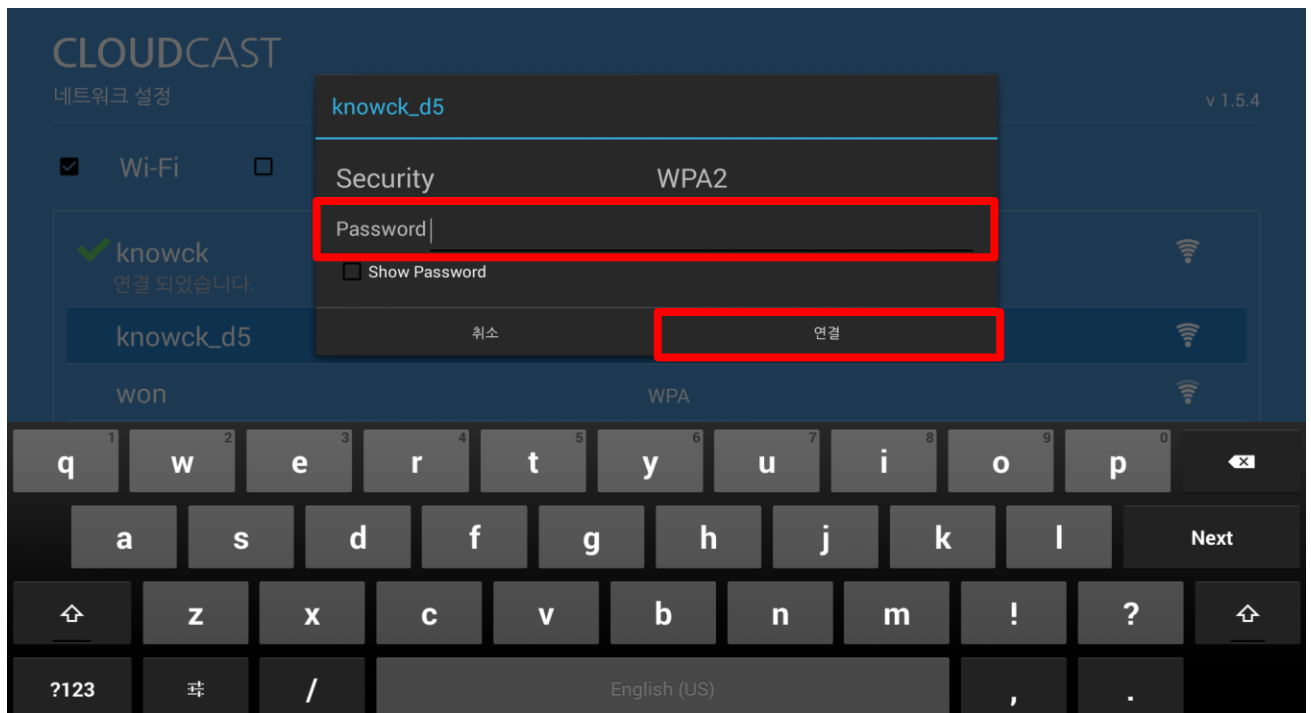 CLOUDCAST
네트워크 설정
v 1.5.4
Wi-Fi
knowck_d5
Security WPA2
Password
Show Password
취소 연결
knowck
연결 되었습니다.
knowck_d5
won WPA
q 1 w 2 e 3 r 4 t 5 y 6 u 7 i 8 o 9 p 0
a s d f g h j k l Next
z x c v b n m ! ?
?123 / English (US) , .